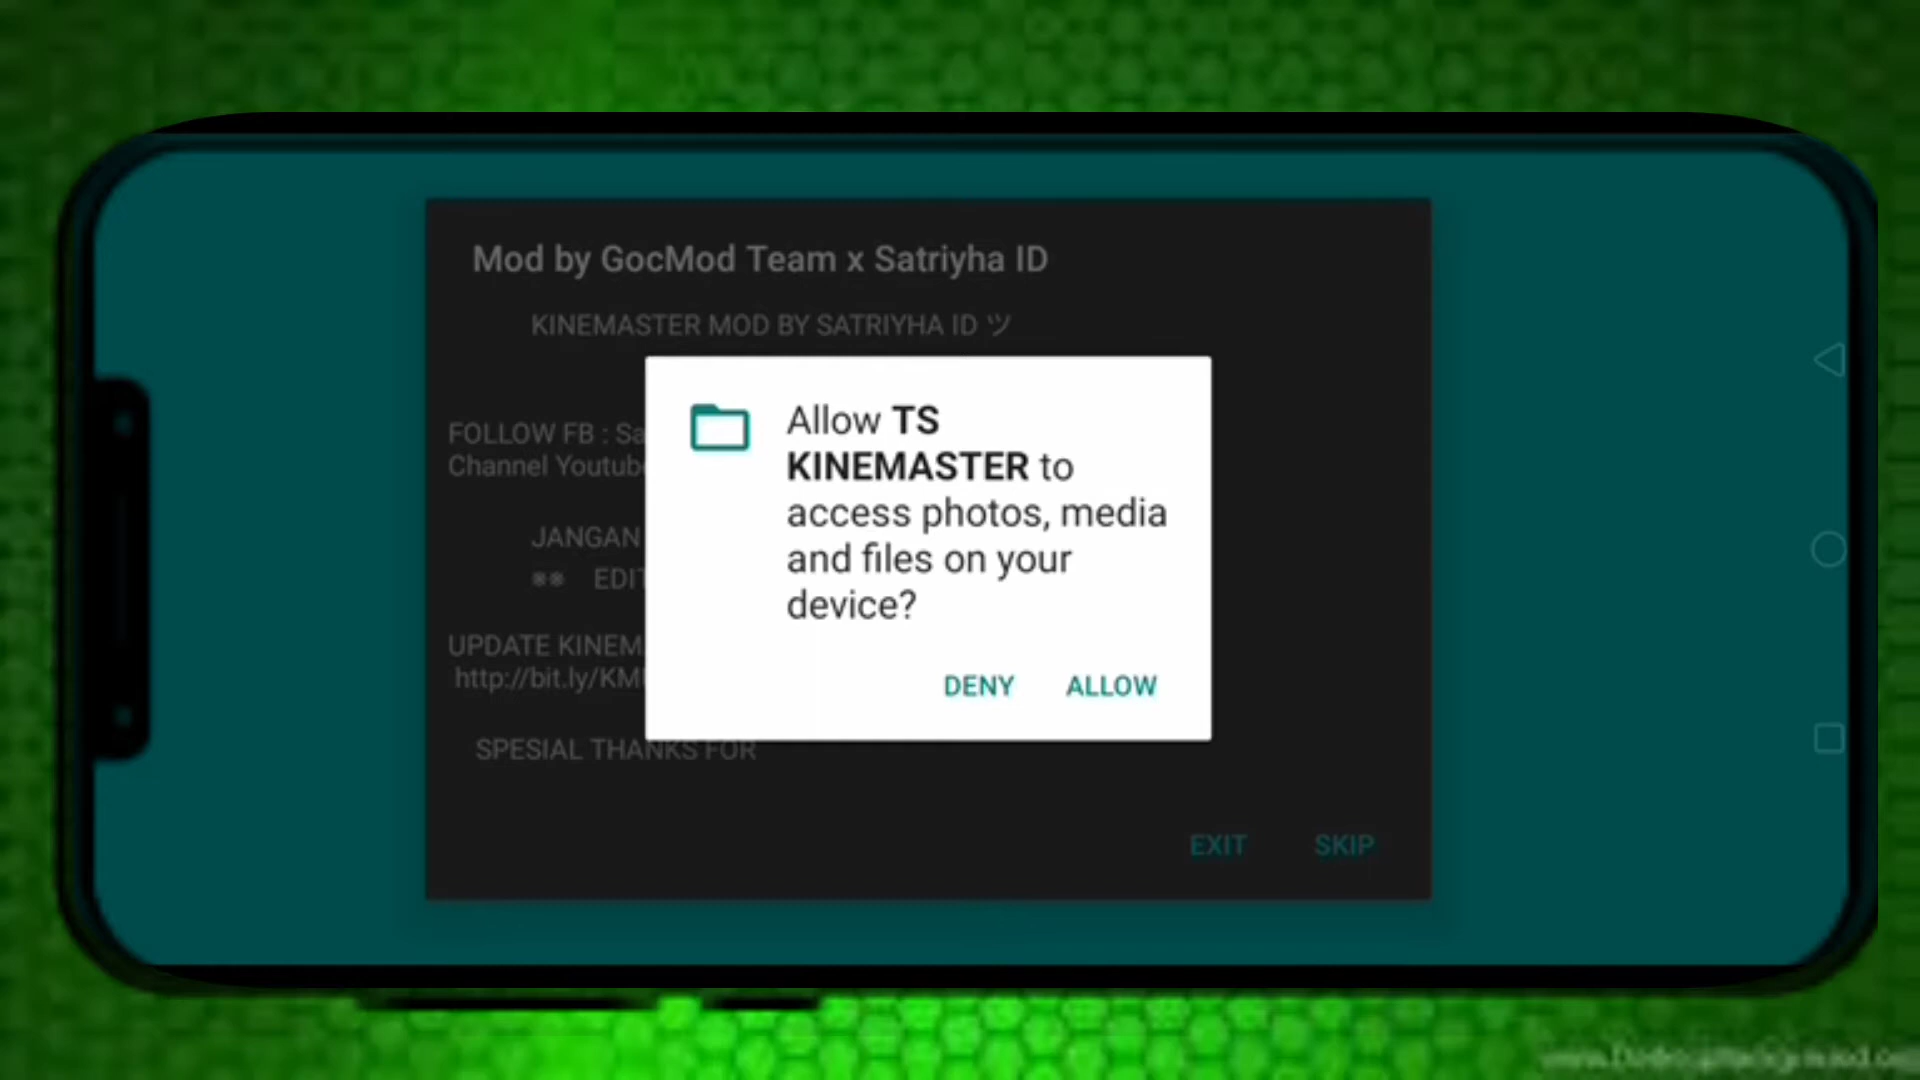 Mod by GocMod Team x Satriyha ID
KINEMASTER MOD BY SATRIYHA ID ツ
FOLLOW FB : Sa
Channel Youtub
JANGAN
** EDIT
UPDATE KINEM
http://bit.ly/KM
SPESIAL THANKS FOR
EXIT SKIP
Allow TS
KINEMASTER to
access photos, media
and files on your
device?
DENY ALLOW